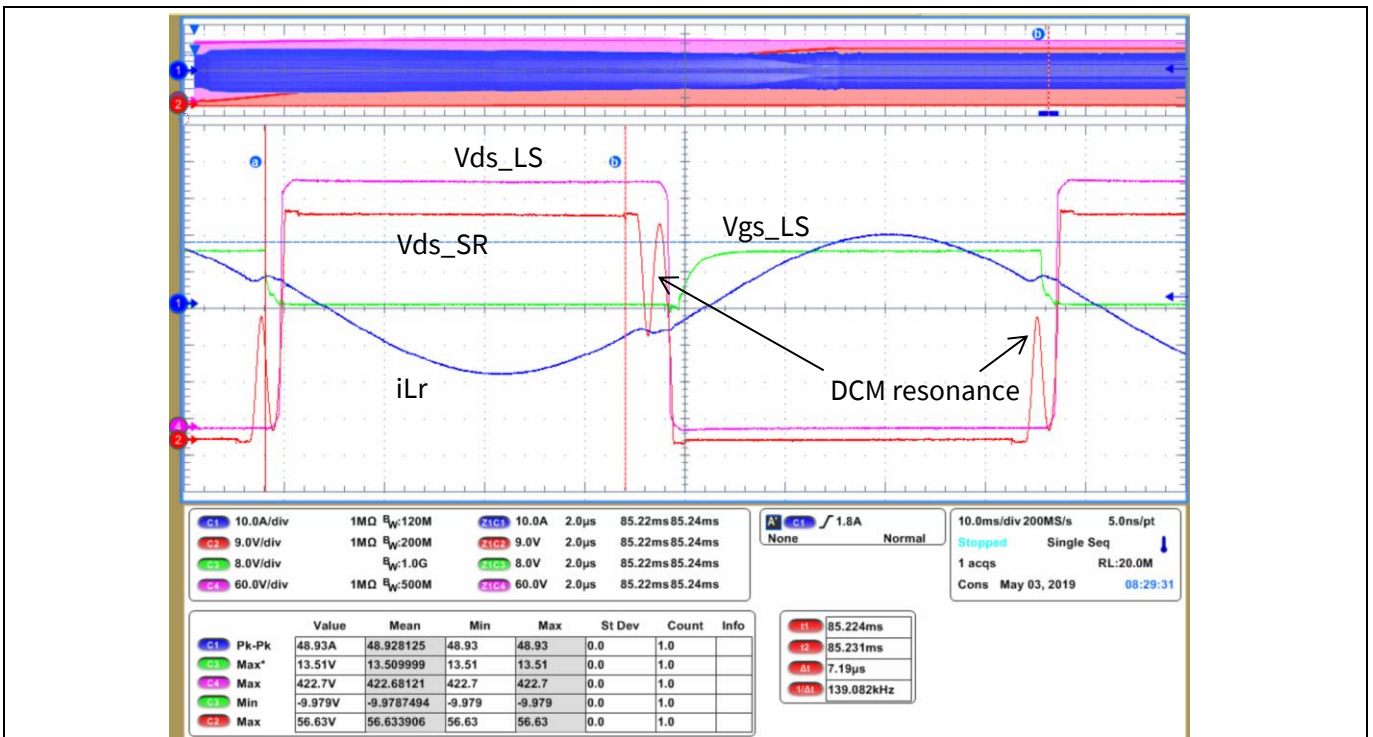 b
1
2
a
b
Vds_LS
Vds_SR
Vgs_LS
1
iLr
DCM resonance
4
2
C1 10.0A/div 1MΩ BW:120M Z1C1 10.0A 2.0µs 85.22ms 85.24ms
C2 9.0V/div 1MΩ BW:200M Z1C2 9.0V 2.0µs 85.22ms 85.24ms
C3 8.0V/div BW:1.0G Z1C3 8.0V 2.0µs 85.22ms 85.24ms
C4 60.0V/div 1MΩ BW:500M Z1C4 60.0V 2.0µs 85.22ms 85.24ms
A' C1 1.8A
None Normal
10.0ms/div 200MS/s 5.0ns/pt
Stopped Single Seq
1 acqs RL:20.0M
Cons May 03, 2019 08:29:31
Value Mean Min Max St Dev Count Info
C1 Pk-Pk 48.93A 48.928125 48.93 48.93 0.0 1.0
C3 Max* 13.51V 13.509999 13.51 13.51 0.0 1.0
C4 Max 422.7V 422.68121 422.7 422.7 0.0 1.0
C3 Min -9.979V -9.9787494 -9.979 -9.979 0.0 1.0
C2 Max 56.63V 56.633906 56.63 56.63 0.0 1.0
t1 85.224ms
t2 85.231ms
Δt 7.19µs
1/Δt 139.082kHz